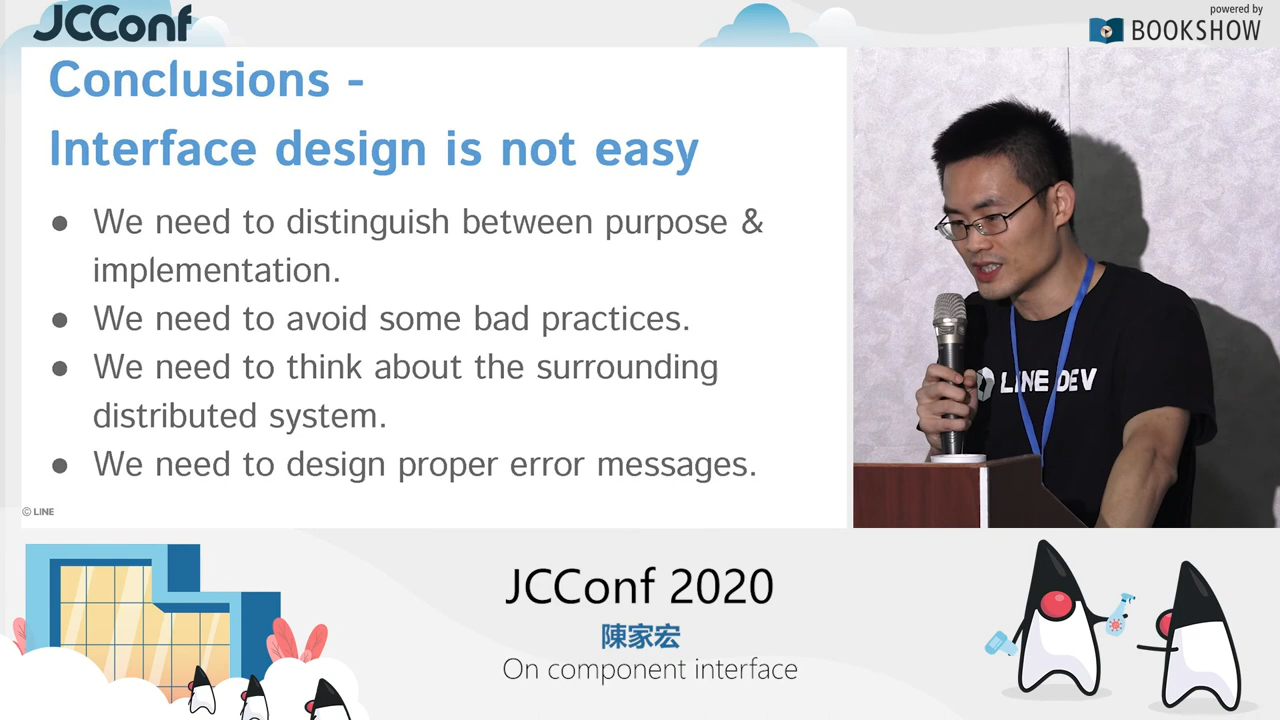 JCConf
powered by
BOOKSHOW
Conclusions -
Interface design is not easy
● We need to distinguish between purpose &
implementation.
● We need to avoid some bad practices.
● We need to think about the surrounding
distributed system.
● We need to design proper error messages.
© LINE
LINE DEV
JCConf 2020
陳家宏
On component interface